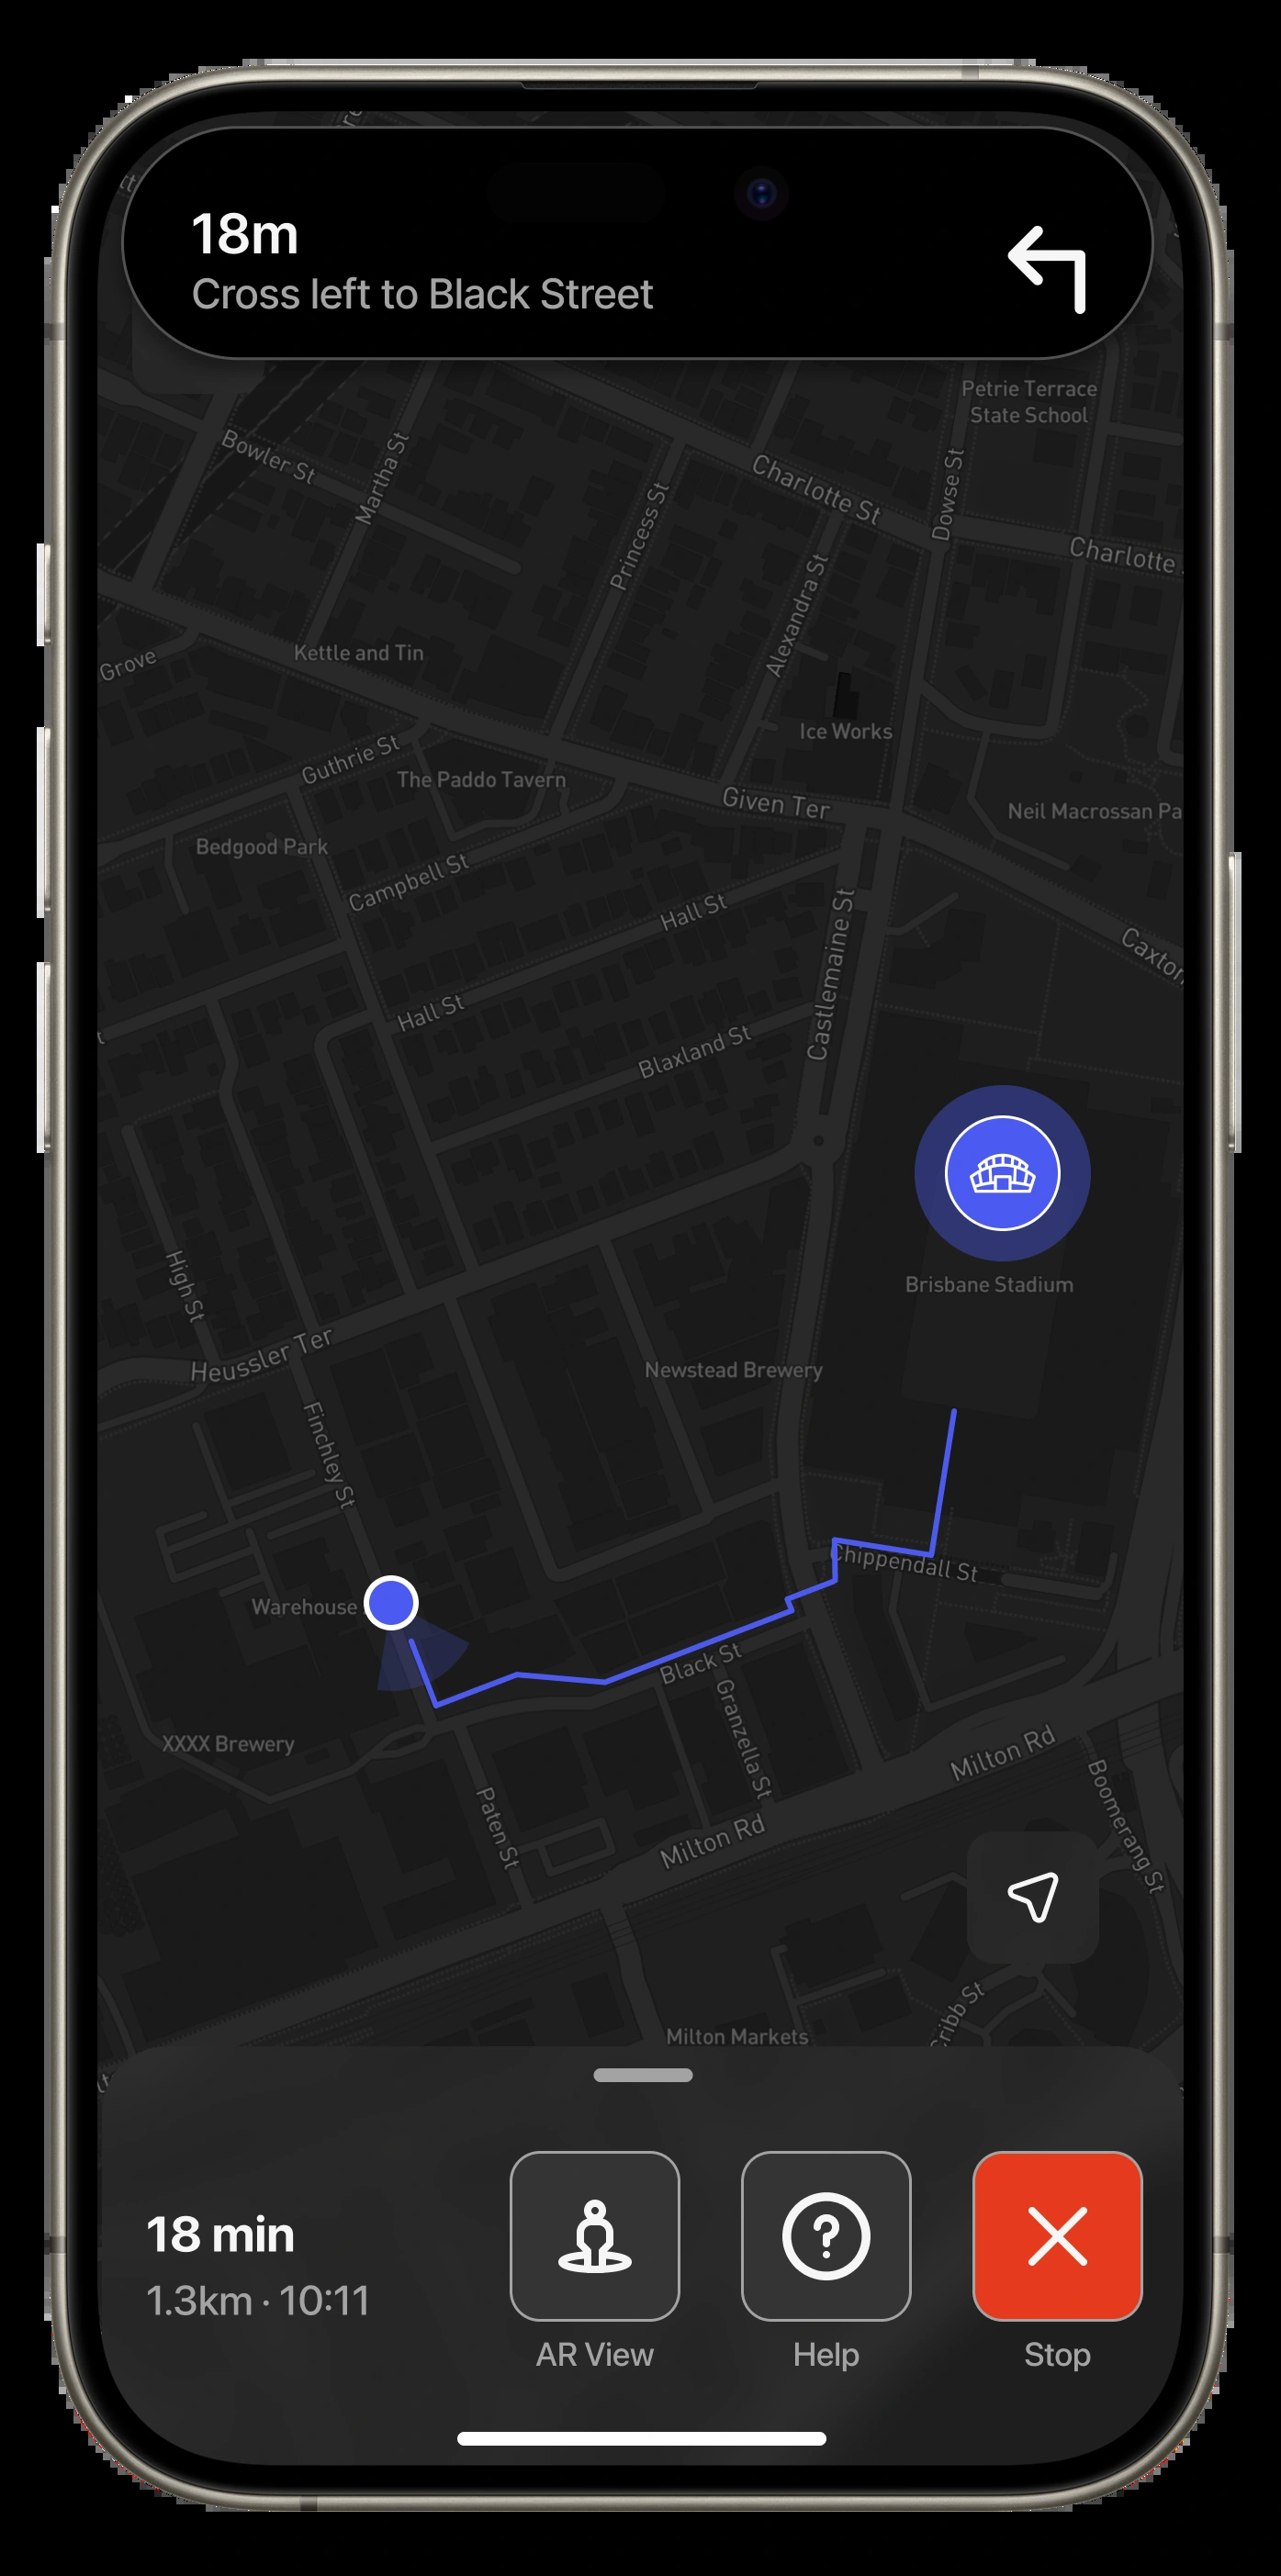 18m
Cross left to Black Street
Petrie Terrace
State School
Bowler St
Martha St
Princess St
Charlotte St
Dowse St
Charlotte
Alexandra St
Grove
Kettle and Tin
Ice Works
Guthrie St
The Paddo Tavern
Given Ter
Neil Macrossan Pa
Bedgood Park
Campbell St
Hall St
Castlemaine St
Caxton
Hall St
Blaxland St
High St
Brisbane Stadium
Heussler Ter
Newstead Brewery
Finchley St
Chippendall St
Warehouse
Black St
Granzella St
XXXX Brewery
Milton Rd
Paten St
Boomerang St
Milton Rd
Cribb St
Milton Markets
18 min
1.3km · 10:11
AR View
Help
Stop